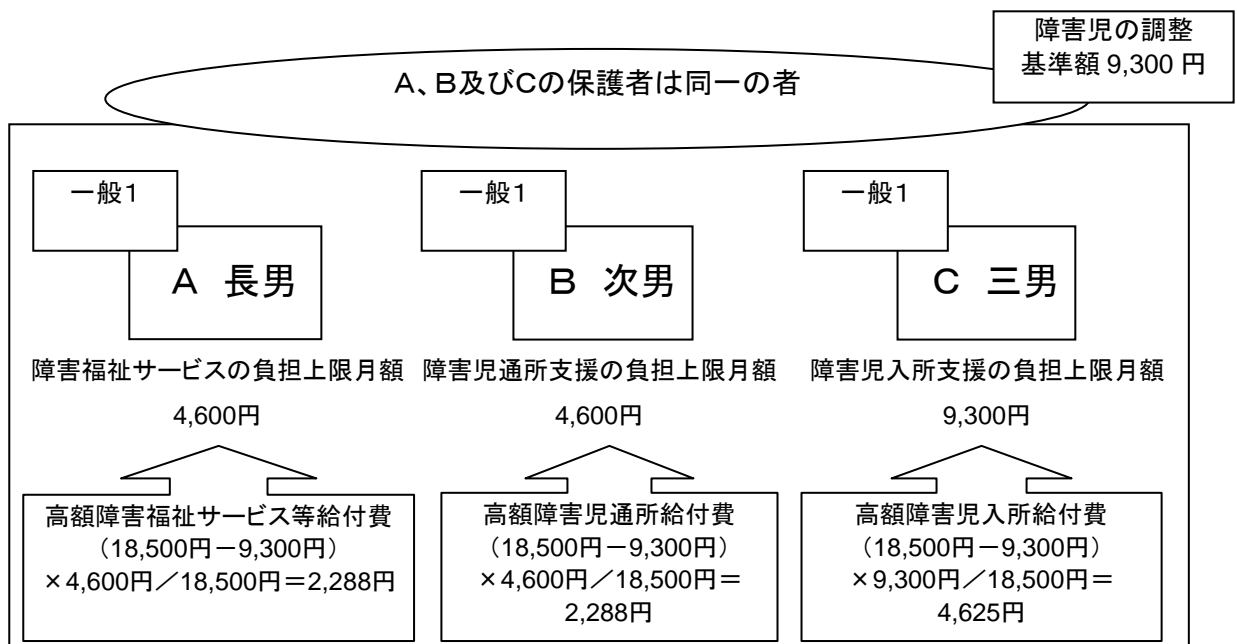 障害児の調整
基準額 9,300 円
A、B及びCの保護者は同一の者
一般1
A 長男
障害福祉サービスの負担上限月額
4,600円
高額障害福祉サービス等給付費
(18,500円-9,300円)
×4,600円/18,500円=2,288円
一般1
B 次男
障害児通所支援の負担上限月額
4,600円
高額障害児通所給付費
(18,500円-9,300円)
×4,600円/18,500円=
2,288円
一般1
C 三男
障害児入所支援の負担上限月額
9,300円
高額障害児入所給付費
(18,500円-9,300円)
×9,300円/18,500円=
4,625円